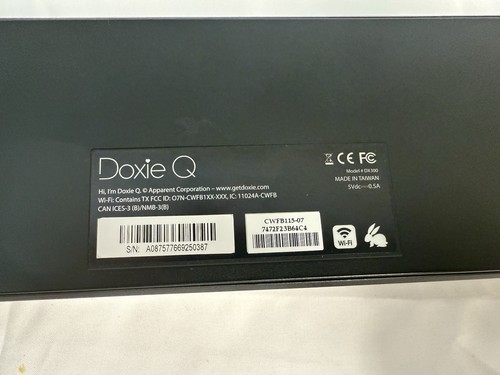 Doxie Q
Hi, I'm Doxie Q. © Apparent Corporation – www.getdoxie.com
Wi-Fi: Contains TX FCC ID: O7N-CWFB1XX-XXX, IC: 11024A-CWFB
CAN ICES-3 (B)/NMB-3(B)
S/N: A087577669250387
CE FC
Model # DX300
MADE IN TAIWAN
5Vdc⎓0.5A
CWFB115-07
7472F23B64C4
Wi-Fi